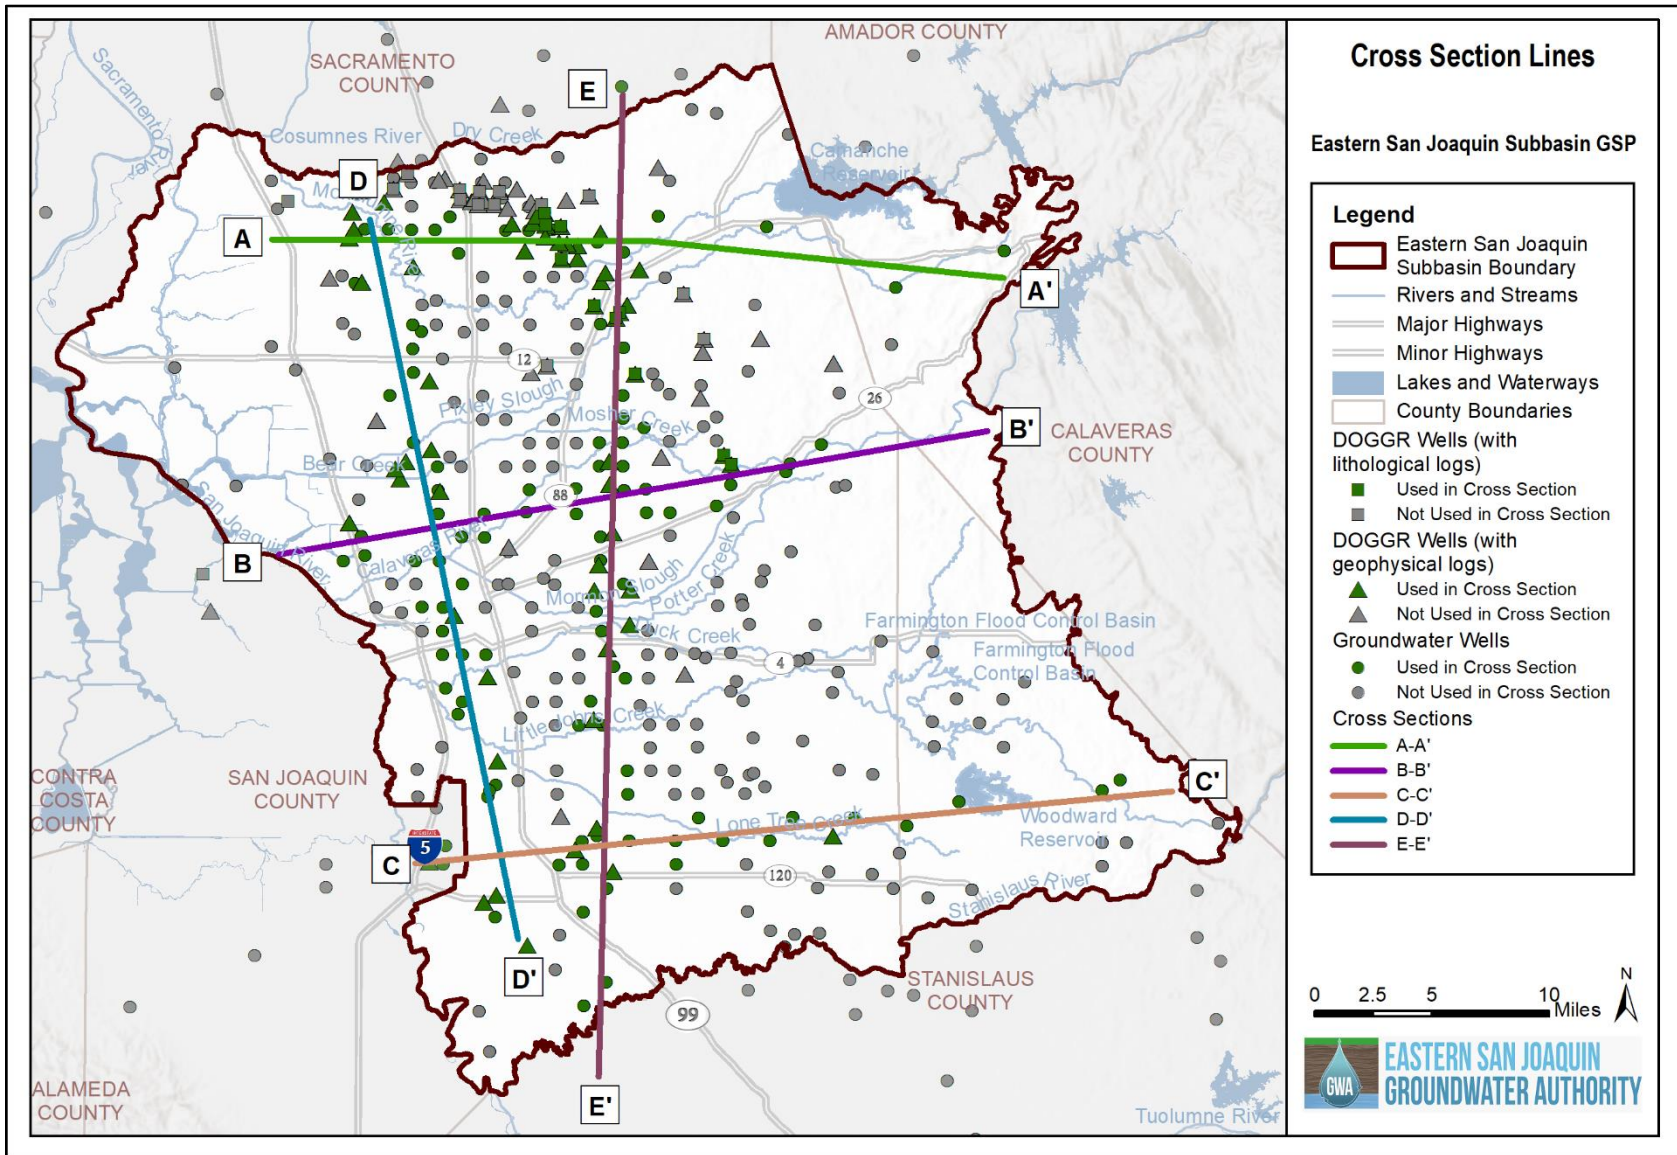 AMADOR COUNTY
SACRAMENTO
COUNTY
Sacramento River
E
Cosumnes River
Dry Creek
Camanche
Reservoir
D
Mokelumne River
A
A'
12
Pixley Slough
Mosher Creek
26
B'
CALAVERAS
COUNTY
Bear Creek
88
San Joaquin River
Calaveras River
B
Mormon Slough
Potter Creek
Duck Creek
Farmington Flood Control Basin
Farmington Flood
Control Basin
4
Little Johns Creek
CONTRA
COSTA
COUNTY
SAN JOAQUIN
COUNTY
C'
Lone Tree Creek
Woodward
Reservoir
5
C
120
Stanislaus River
D'
STANISLAUS
COUNTY
99
ALAMEDA
COUNTY
E'
Tuolumne River
Cross Section Lines
Eastern San Joaquin Subbasin GSP
Legend
Eastern San Joaquin
Subbasin Boundary
Rivers and Streams
Major Highways
Minor Highways
Lakes and Waterways
County Boundaries
DOGGR Wells (with
lithological logs)
Used in Cross Section
Not Used in Cross Section
DOGGR Wells (with
geophysical logs)
Used in Cross Section
Not Used in Cross Section
Groundwater Wells
Used in Cross Section
Not Used in Cross Section
Cross Sections
A-A'
B-B'
C-C'
D-D'
E-E'
N
0 2.5 5 10
Miles
GWA
EASTERN SAN JOAQUIN
GROUNDWATER AUTHORITY